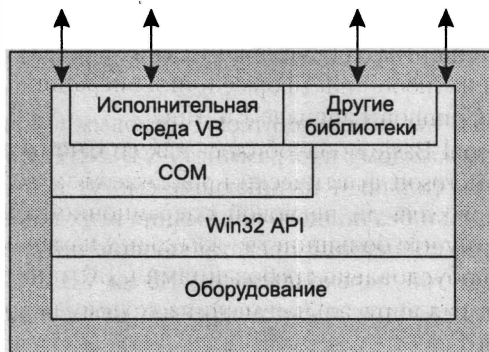 Исполнительная
среда VB
Другие
библиотеки
COM
Win32 API
Оборудование